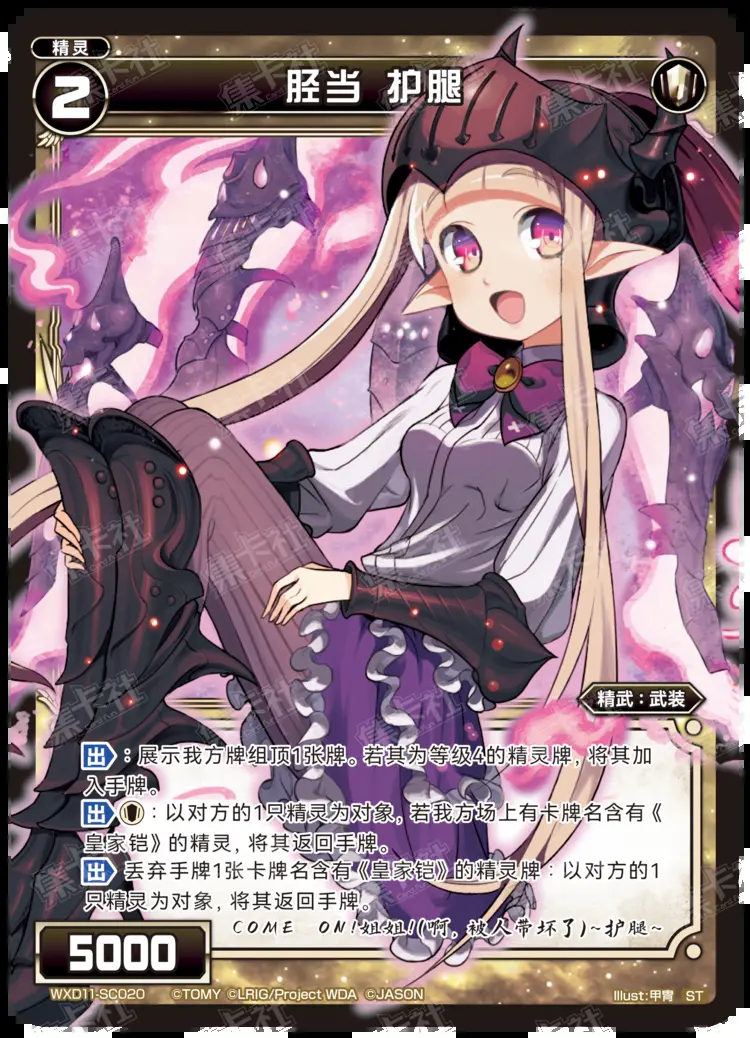 精灵
2
胫当 护腿
精武：武装
出：展示我方牌组顶1张牌。若其为等级4的精灵牌，将其加
入手牌。
出：以对方的1只精灵为对象，若我方场上有卡牌名含有《
皇家铠》的精灵，将其返回手牌。
出 丢弃手牌1张卡牌名含有《皇家铠》的精灵牌：以对方的1
只精灵为对象，将其返回手牌。
COME ON!姐姐!(啊,被人带坏了)~护腿~
5000
WXD11-SC020 ©TOMY ©LRIG/Project WDA ©JASON Illust:甲冑 ST
集卡社